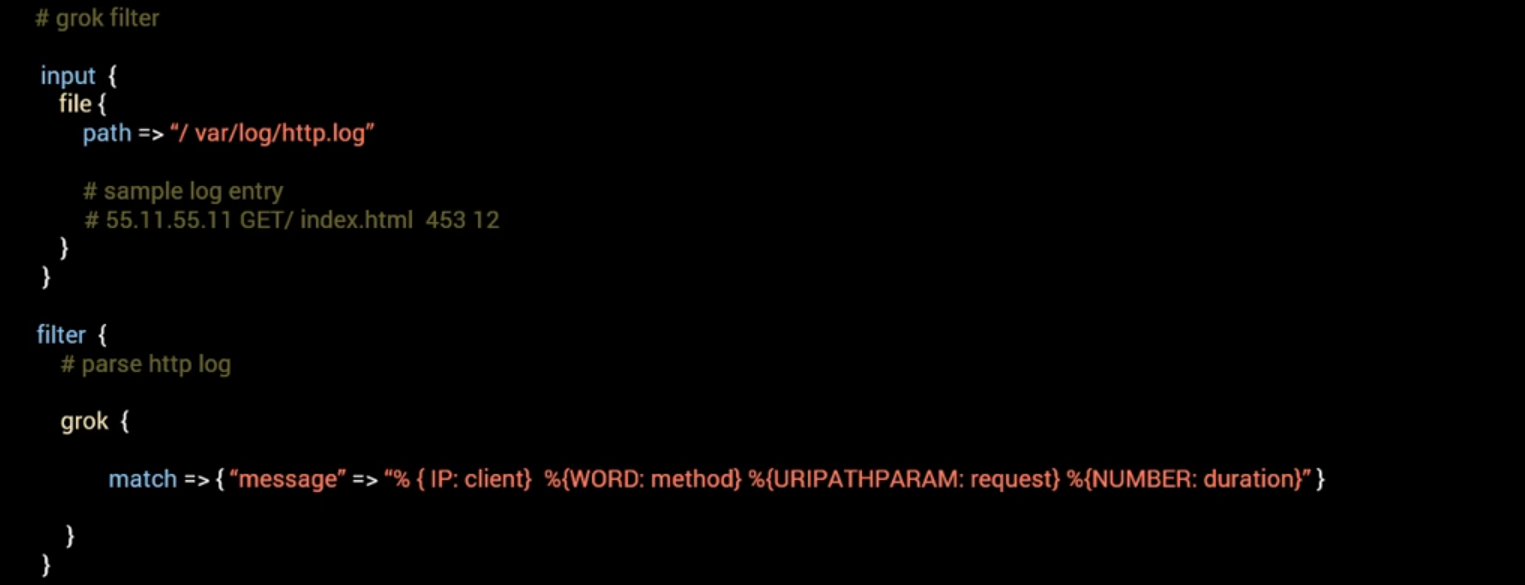 # grok filter
input {
file {
path => “/ var/log/http.log”
# sample log entry
# 55.11.55.11 GET/ index.html 453 12
}
}
filter {
# parse http log
grok {
match => { “message” => “% { IP: client} %{WORD: method} %{URIPATHPARAM: request} %{NUMBER: duration}” }
}
}